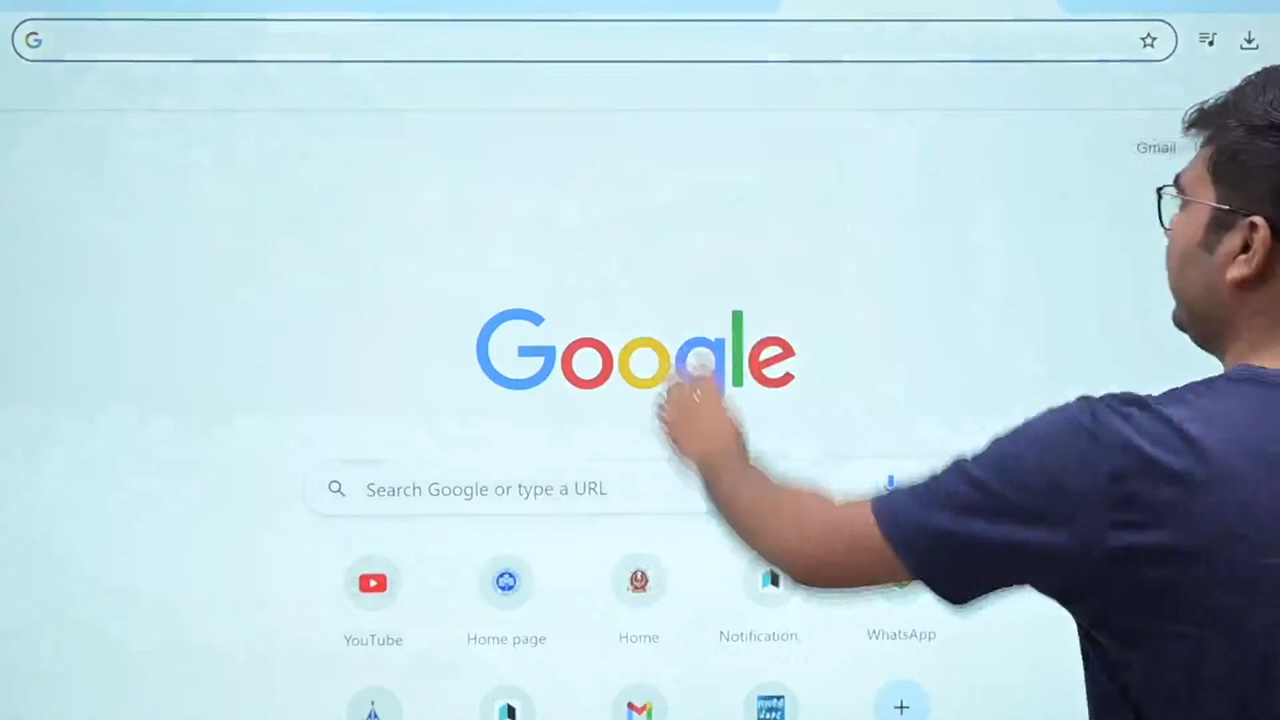 Gmail
Google
Search Google or type a URL
YouTube
Home page
Home
Notification,
WhatsApp